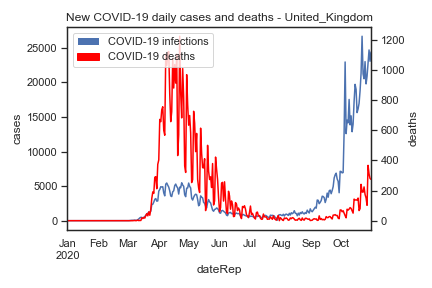 New COVID-19 daily cases and deaths - United_Kingdom
COVID-19 infections
COVID-19 deaths
25000
20000
15000
10000
5000
0
cases
1200
1000
800
600
400
200
0
deaths
Jan Feb Mar Apr May Jun Jul Aug Sep Oct
2020
dateRep